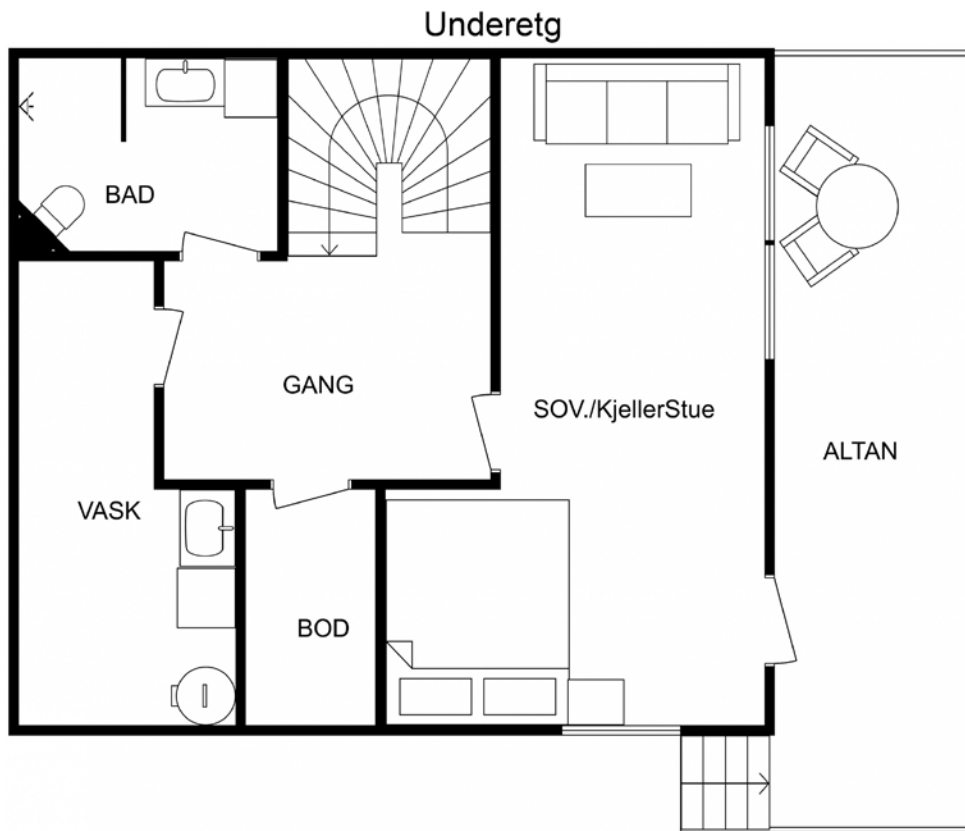 Underetg
BAD
GANG
SOV./KjellerStue
ALTAN
VASK
BOD